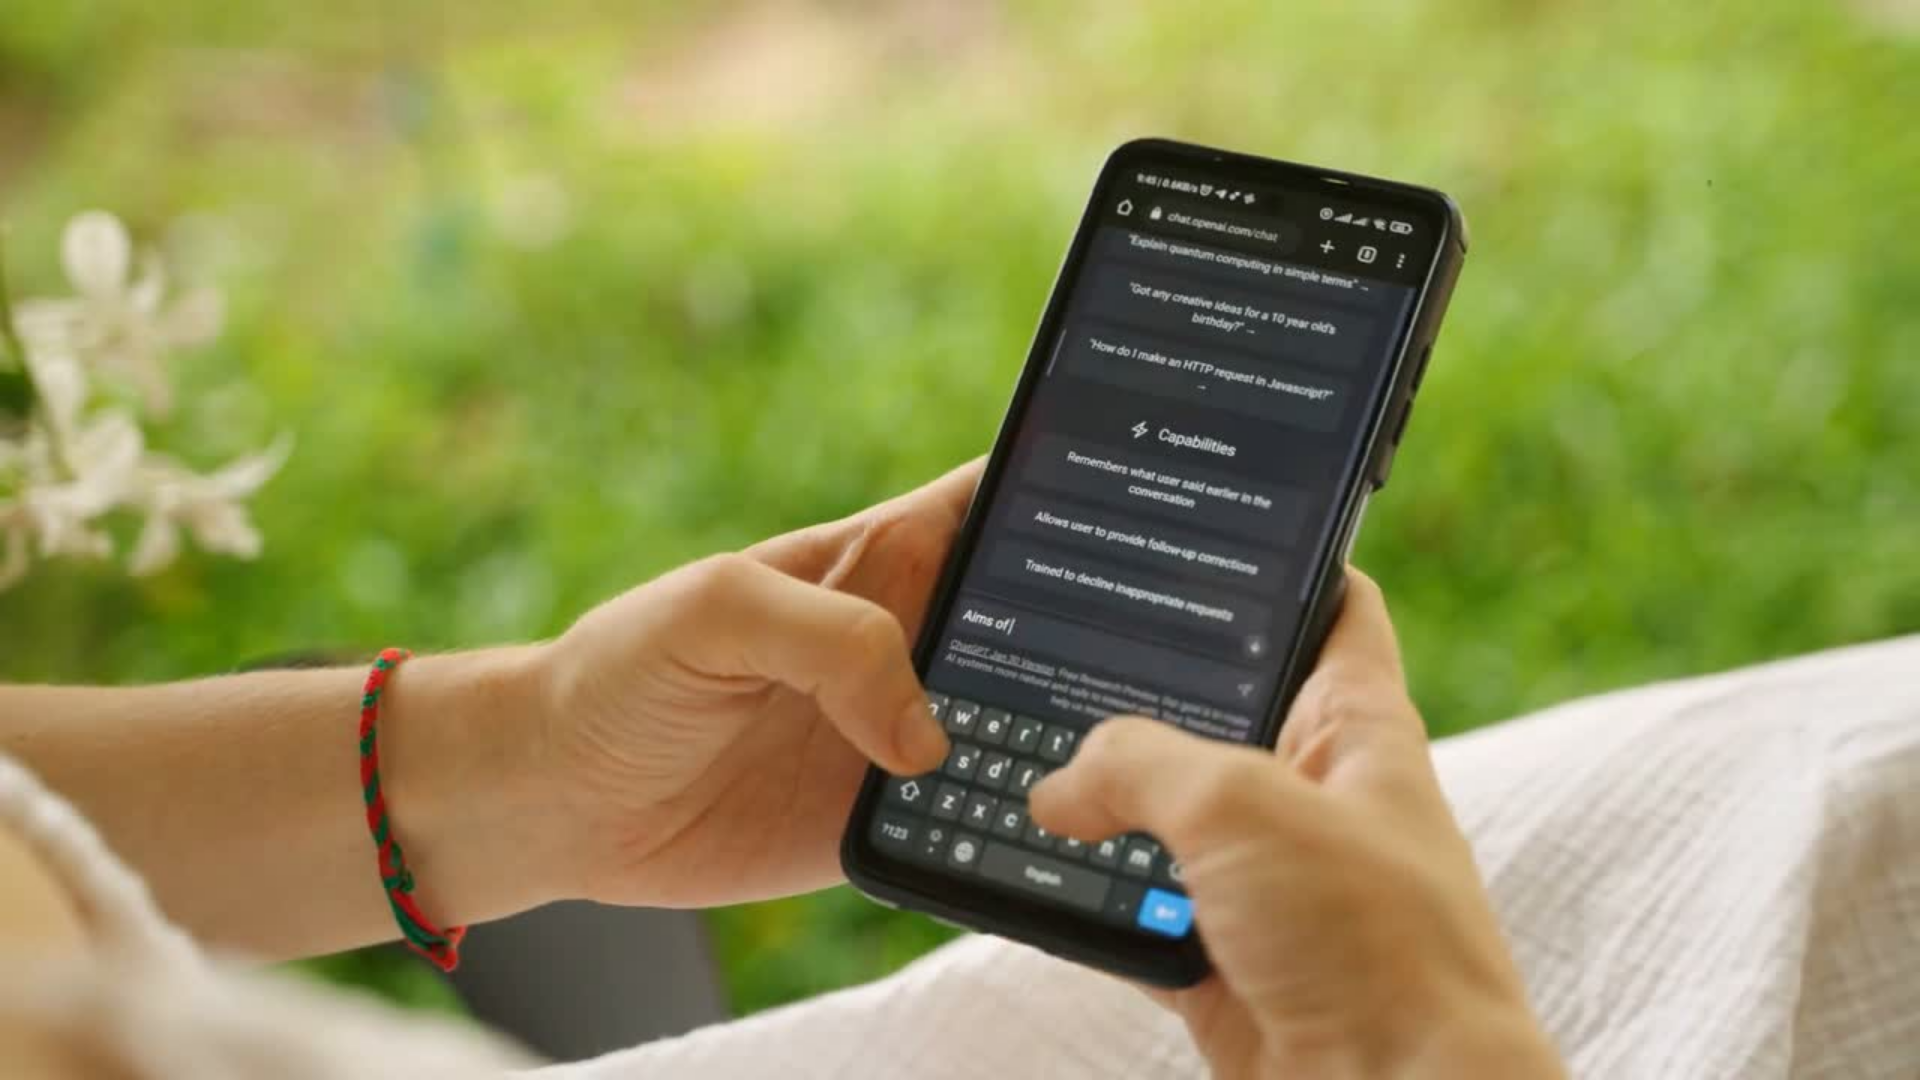 9:45 | 0.6KB/s
chat.openai.com/chat
8
"Explain quantum computing in simple terms" →
"Got any creative ideas for a 10 year old's
birthday?" →
"How do I make an HTTP request in Javascript?"
→
Capabilities
Remembers what user said earlier in the
conversation
Allows user to provide follow-up corrections
Trained to decline inappropriate requests
Aims of
ChatGPT Jan 30 Version. Free Research Preview. Our goal is to make
AI systems more natural and safe to interact with. Your feedback will
help us
q w e r t
s d f
z x c n m
?123
English